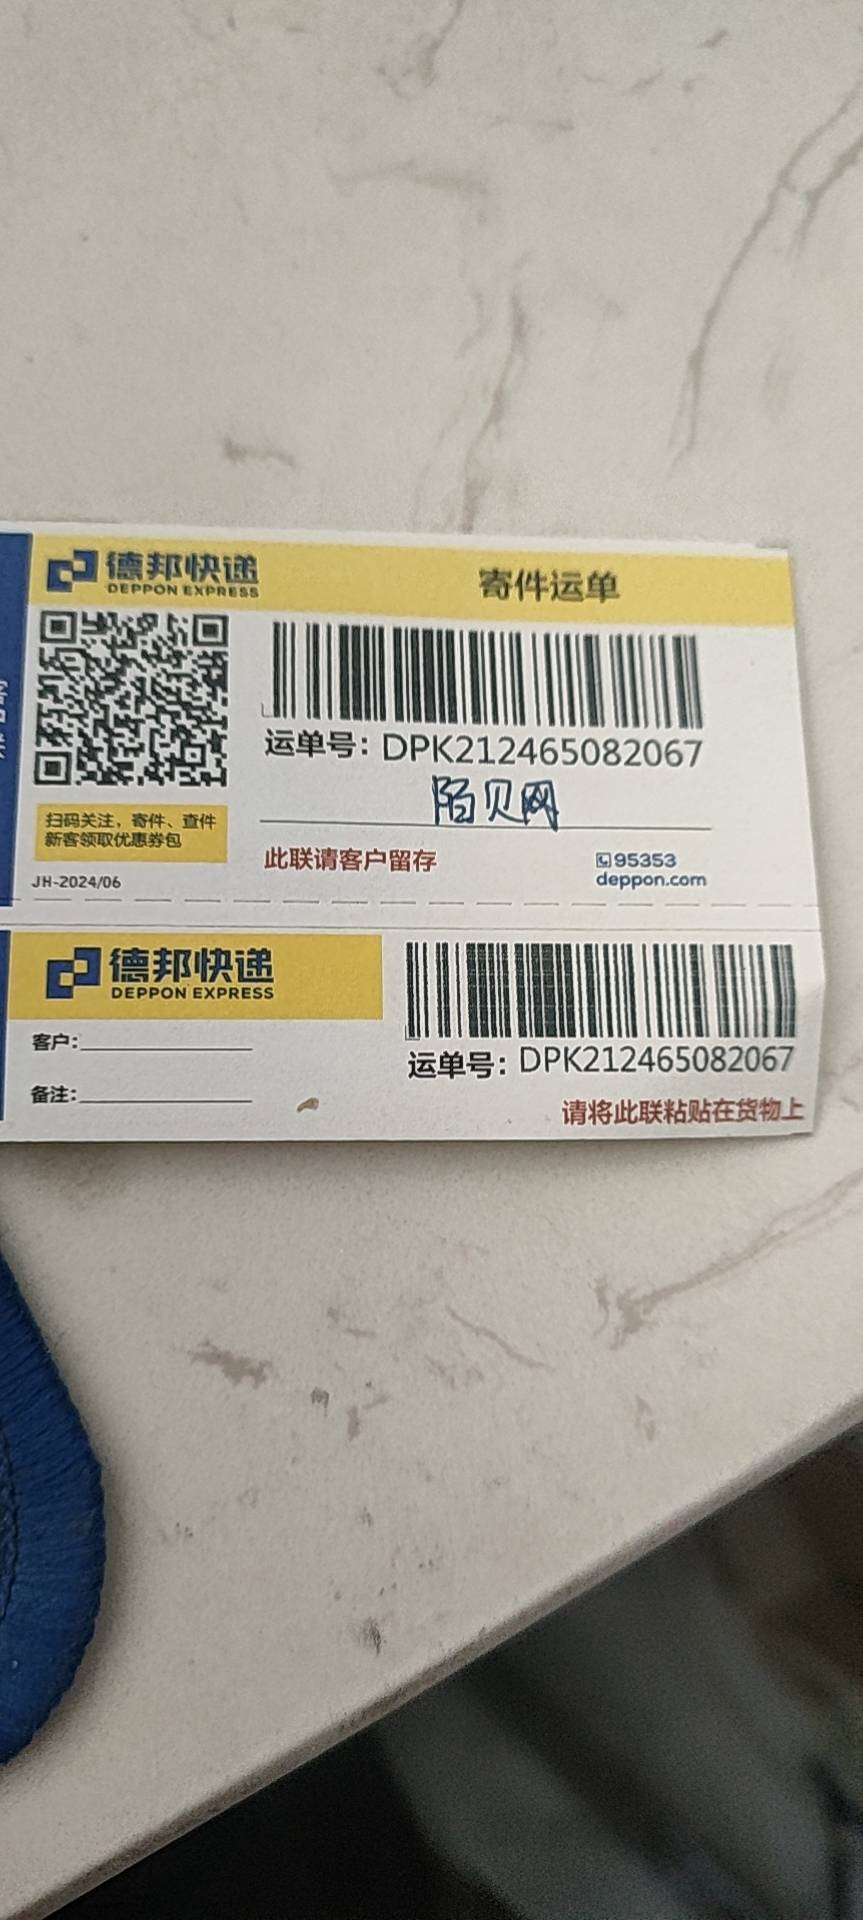 德邦快递
DEPPON EXPRESS
寄件运单
运单号：DPK212465082067
陌贝网
扫码关注，寄件、查件
新客领取优惠券包
此联请客户留存
95353
deppon.com
JH-2024/06
德邦快递
DEPPON EXPRESS
客户：
备注：
运单号：DPK212465082067
请将此联粘贴在货物上